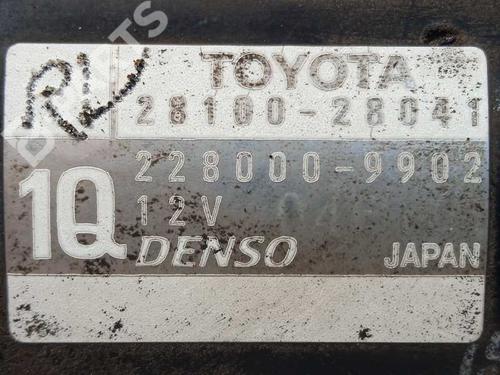 TOYOTA
28100-28041
228000-9902
1Q
12V
DENSO
JAPAN